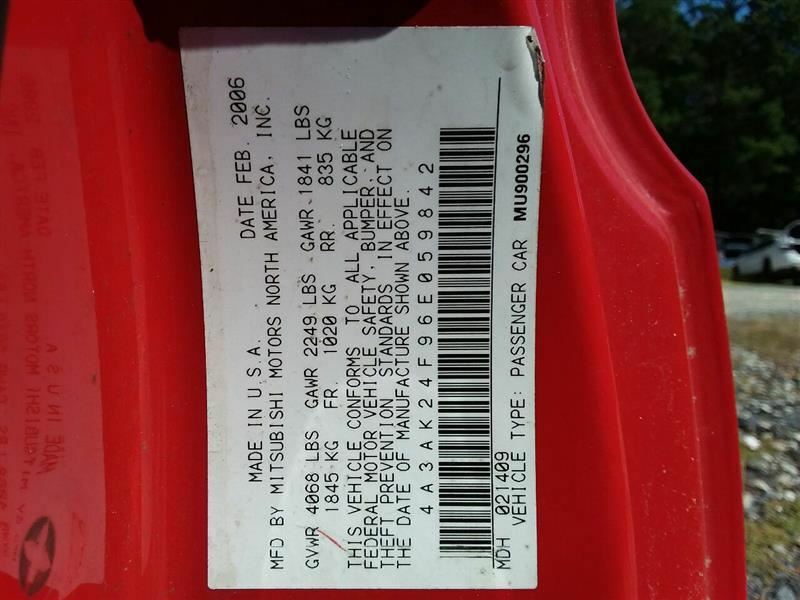 MADE IN U.S.A. DATE FEB. 2006
MFD BY MITSUBISHI MOTORS NORTH AMERICA, INC.
GVWR 4068 LBS GAWR 2249 LBS GAWR 1841 LBS
1845 KG FR. 1020 KG RR. 835 KG
THIS VEHICLE CONFORMS TO ALL APPLICABLE
FEDERAL MOTOR VEHICLE SAFETY, BUMPER, AND
THEFT PREVENTION STANDARDS IN EFFECT ON
THE DATE OF MANUFACTURE SHOWN ABOVE.
4A3AK24F96E059842
MDH 021409
VEHICLE TYPE: PASSENGER CAR MU900296